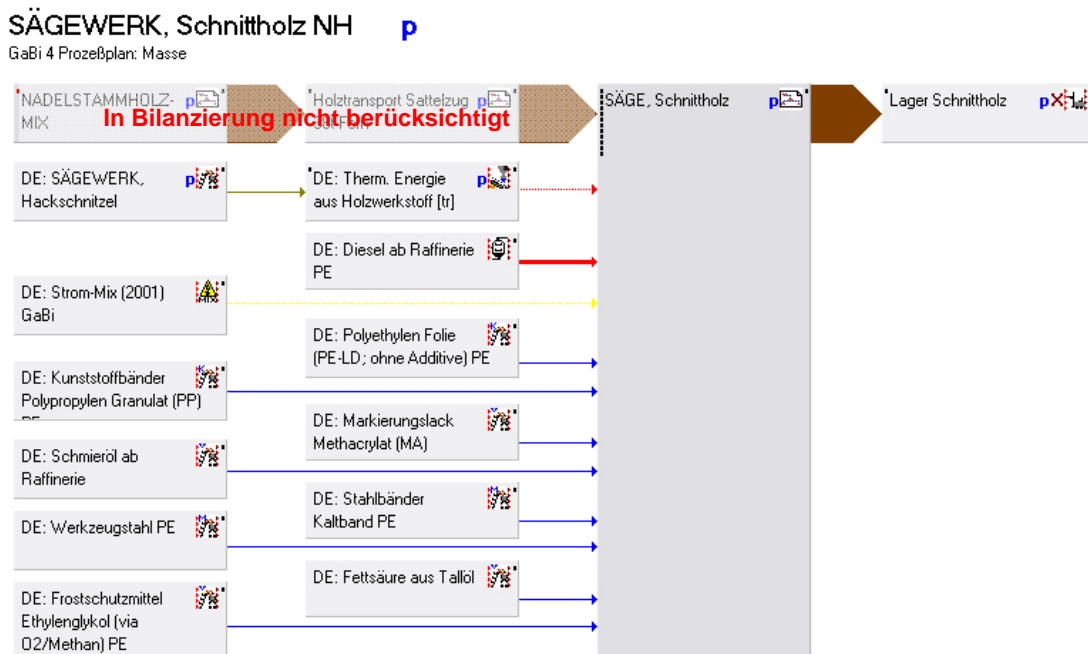 SÄGEWERK, Schnittholz NH p
GaBi 4 Prozeßplan: Masse
NADELSTAMMHOLZ-
MIX
p
Holztransport Sattelzug
p
In Bilanzierung nicht berücksichtigt
SÄGE, Schnittholz p
Lager Schnittholz p
DE: SÄGEWERK,
Hackschnitzel
p
DE: Therm. Energie
aus Holzwerkstoff [tr]
p
DE: Diesel ab Raffinerie
PE
DE: Strom-Mix (2001)
GaBi
MIX
DE: Polyethylen Folie
(PE-LD; ohne Additive) PE
K
DE: Kunststoffbänder
Polypropylen Granulat (PP)
PE
K
DE: Markierungslack
Methacrylat (MA)
DE: Schmieröl ab
Raffinerie
DE: Stahlbänder
Kaltband PE
M
DE: Werkzeugstahl PE
M
DE: Fettsäure aus Tallöl
DE: Frostschutzmittel
Ethylenglykol (via
O2/Methan) PE